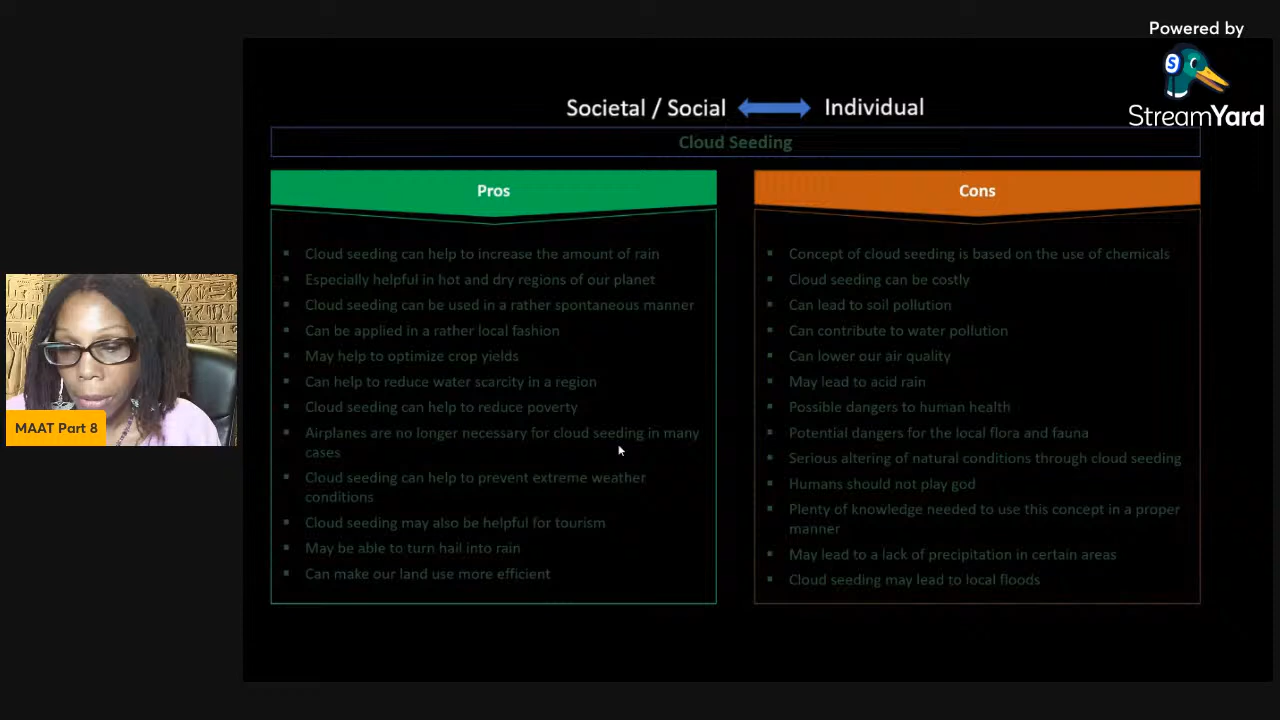 Powered by
StreamYard
Societal / Social
Individual
Cloud Seeding
Pros
Cloud seeding can help to increase the amount of rain
Especially helpful in hot and dry regions of our planet
Cloud seeding can be used in a rather spontaneous manner
Can be applied in a rather local fashion
May help to optimize crop yields
Can help to reduce water scarcity in a region
Cloud seeding can help to reduce poverty
Airplanes are no longer necessary for cloud seeding in many
cases
Cloud seeding can help to prevent extreme weather
conditions
Cloud seeding may also be helpful for tourism
May be able to turn hail into rain
Can make our land use more efficient
Cons
Concept of cloud seeding is based on the use of chemicals
Cloud seeding can be costly
Can lead to soil pollution
Can contribute to water pollution
Can lower our air quality
May lead to acid rain
Possible dangers to human health
Potential dangers for the local flora and fauna
Serious altering of natural conditions through cloud seeding
Humans should not play god
Plenty of knowledge needed to use this concept in a proper
manner
May lead to a lack of precipitation in certain areas
Cloud seeding may lead to local floods
MAAT Part 8